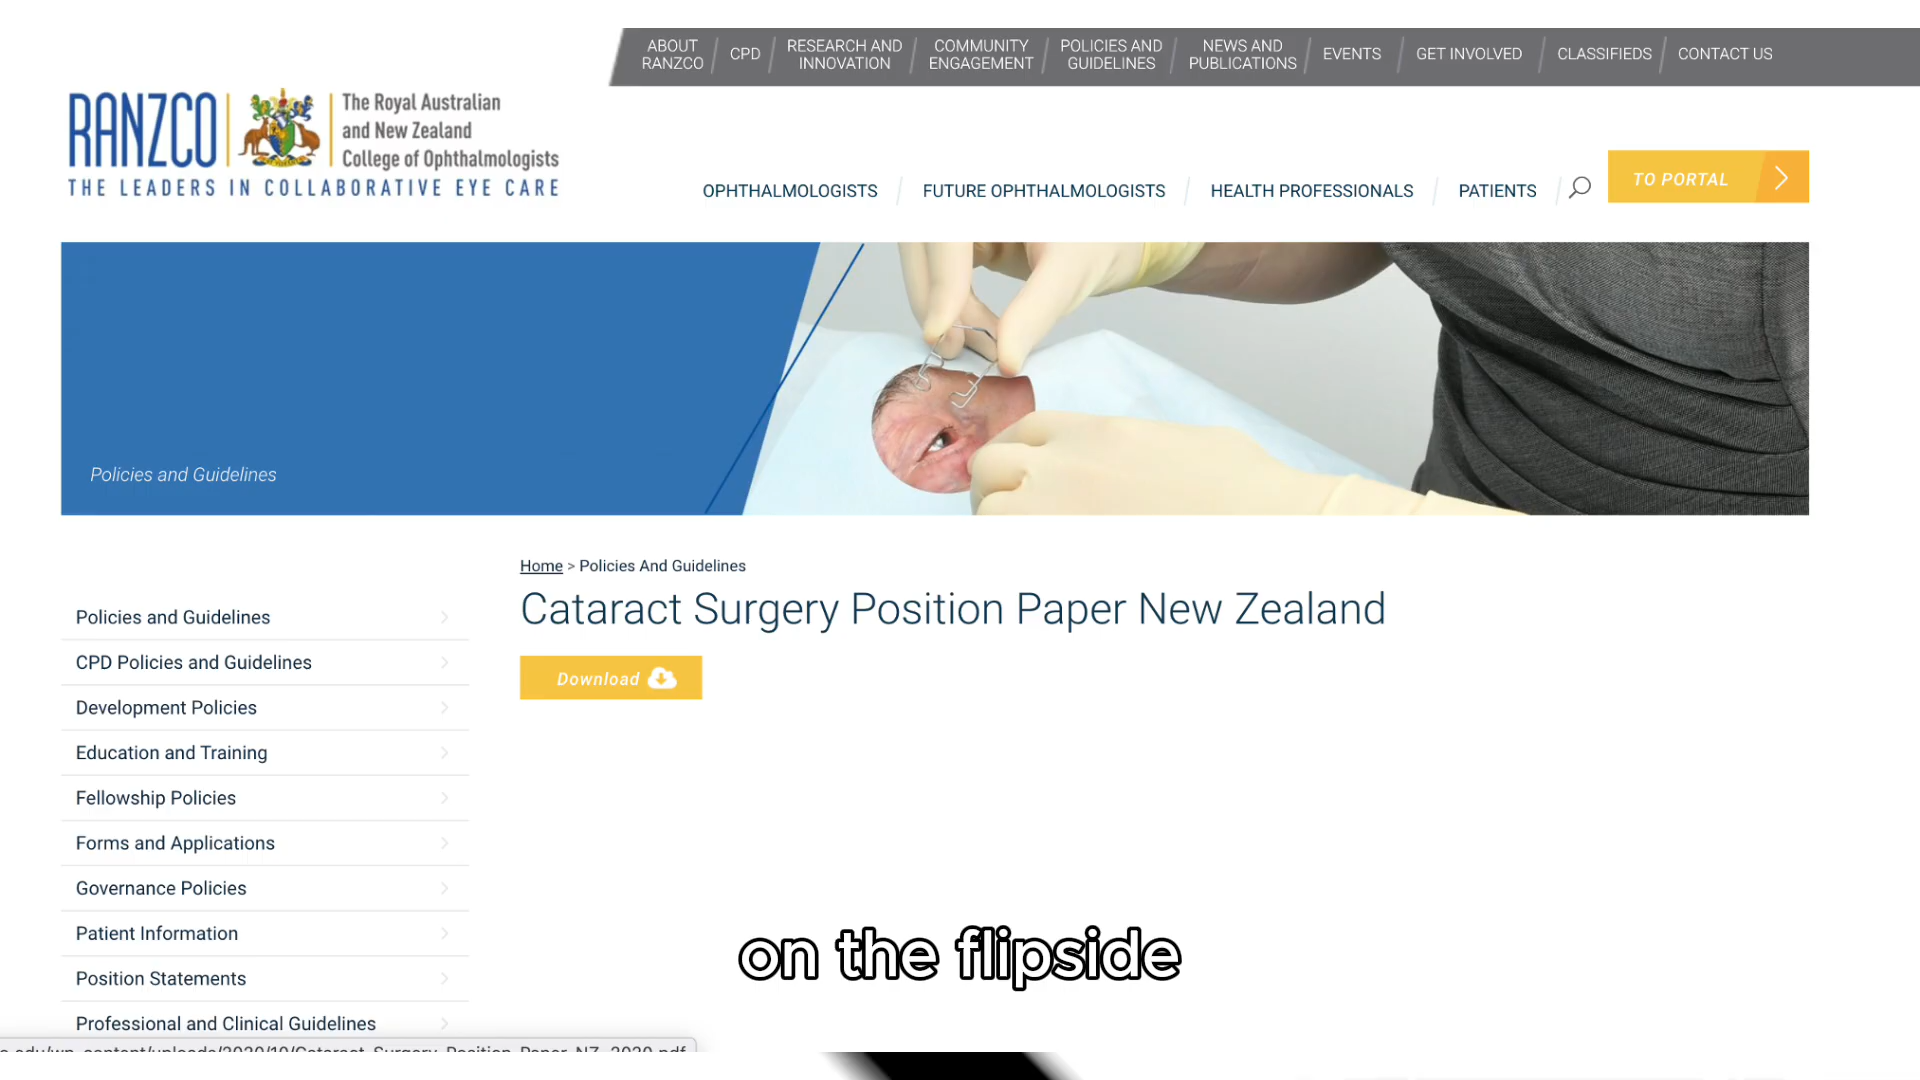 ABOUT
RANZCO
CPD
RESEARCH AND
INNOVATION
COMMUNITY
ENGAGEMENT
POLICIES AND
GUIDELINES
NEWS AND
PUBLICATIONS
EVENTS
GET INVOLVED
CLASSIFIEDS
CONTACT US
RANZCO
The Royal Australian
and New Zealand
College of Ophthalmologists
THE LEADERS IN COLLABORATIVE EYE CARE
OPHTHALMOLOGISTS
FUTURE OPHTHALMOLOGISTS
HEALTH PROFESSIONALS
PATIENTS
TO PORTAL
Policies and Guidelines
Home > Policies And Guidelines
Cataract Surgery Position Paper New Zealand
Download
Policies and Guidelines
CPD Policies and Guidelines
Development Policies
Education and Training
Fellowship Policies
Forms and Applications
Governance Policies
Patient Information
Position Statements
Professional and Clinical Guidelines
on the flipside